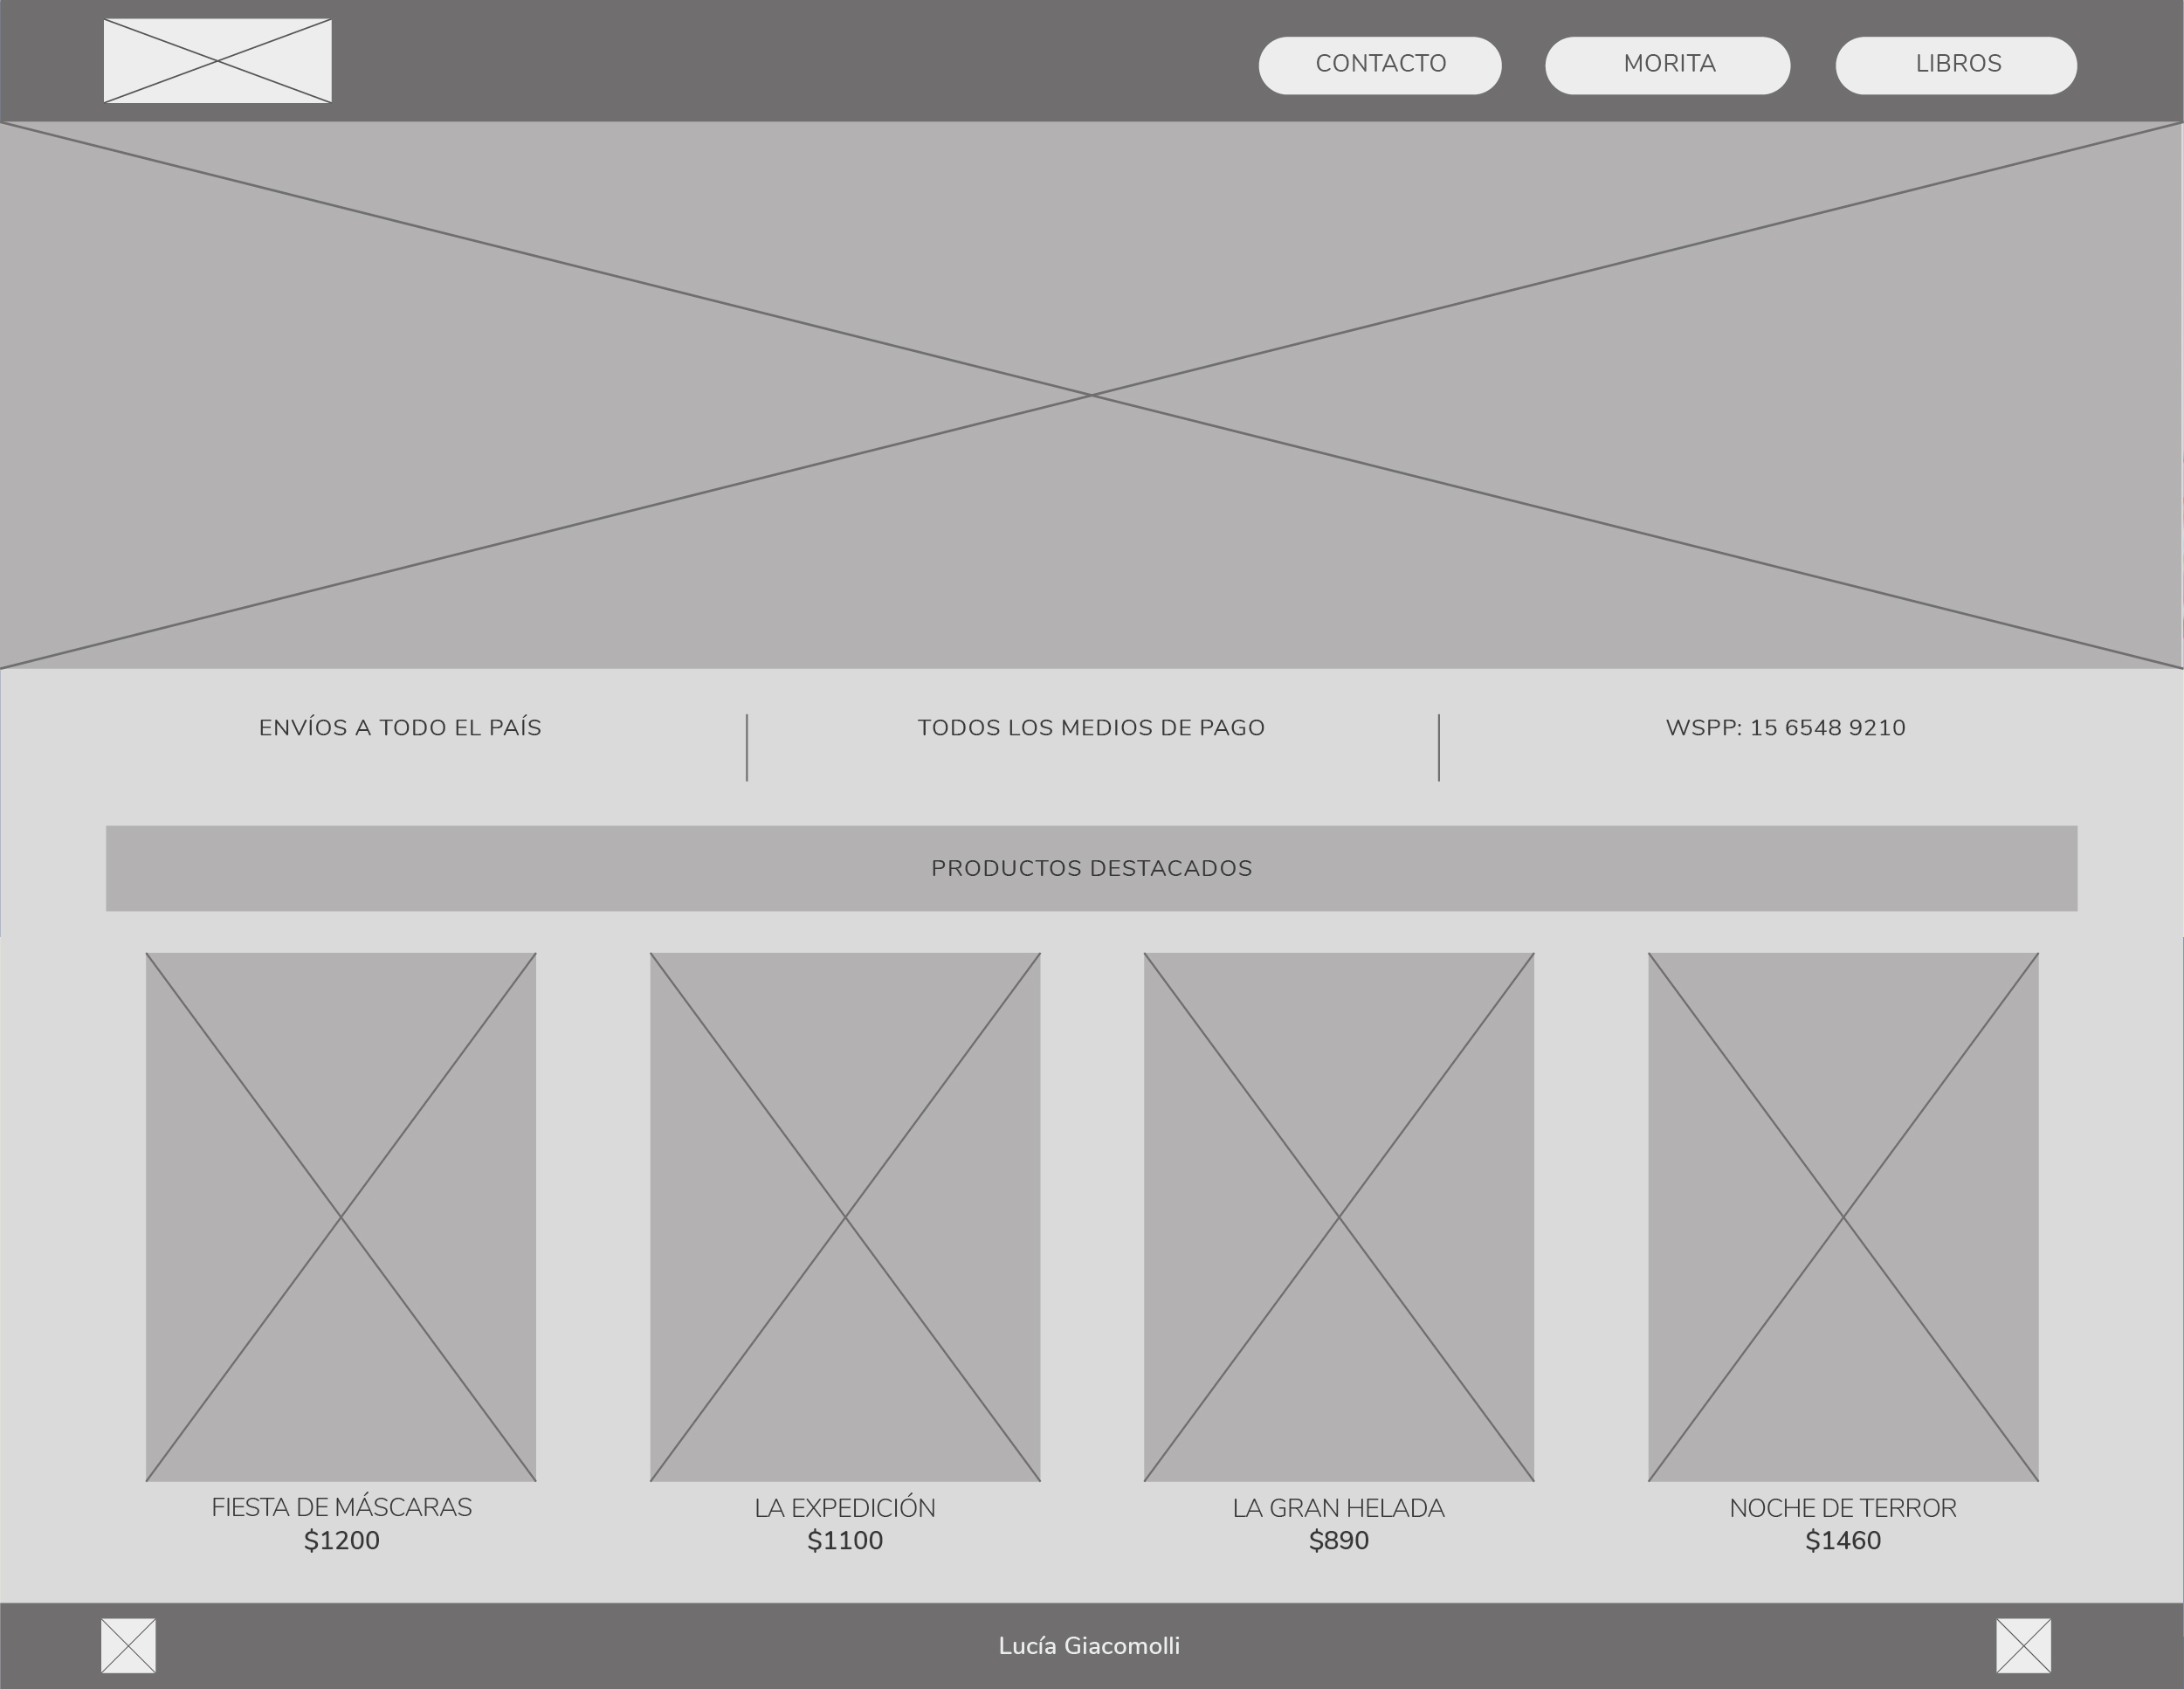 CONTACTO
MORITA
LIBROS
ENVÍOS A TODO EL PAÍS
TODOS LOS MEDIOS DE PAGO
WSPP: 15 6548 9210
PRODUCTOS DESTACADOS
FIESTA DE MÁSCARAS
$1200
LA EXPEDICIÓN
$1100
LA GRAN HELADA
$890
NOCHE DE TERROR
$1460
Lucía Giacomolli